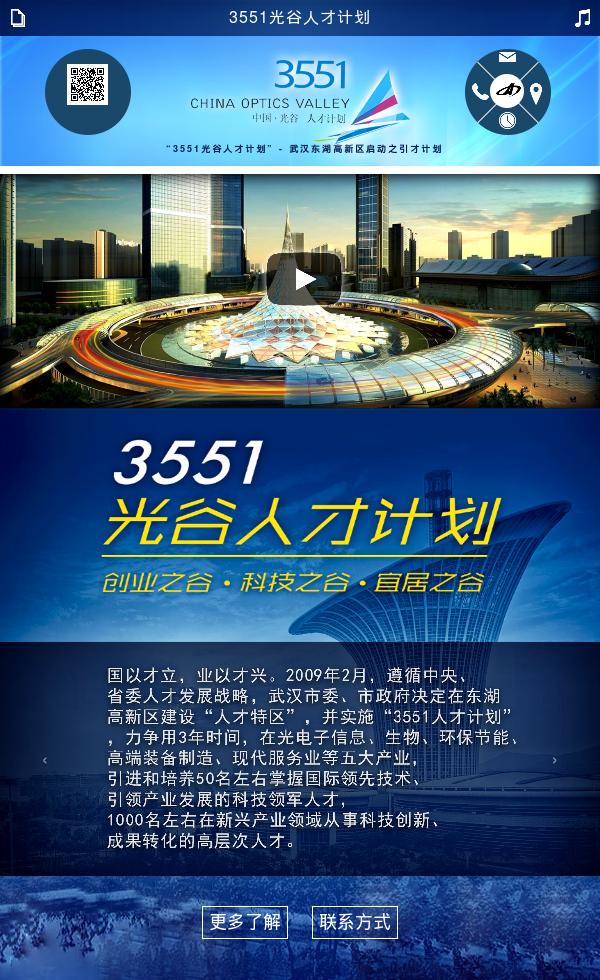 3551光谷人才计划
3551
CHINA OPTICS VALLEY
中国·光谷 人才计划
“3551光谷人才计划” - 武汉东湖高新区启动之引才计划
3551
光谷人才计划
创业之谷·科技之谷·宜居之谷
国以才立，业以才兴。2009年2月，遵循中央、
省委人才发展战略，武汉市委、市政府决定在东湖
高新区建设“人才特区”，并实施“3551人才计划”
，力争用3年时间，在光电子信息、生物、环保节能、
高端装备制造、现代服务业等五大产业，
引进和培养50名左右掌握国际领先技术、
引领产业发展的科技领军人才，
1000名左右在新兴产业领域从事科技创新、
成果转化的高层次人才。
更多了解
联系方式